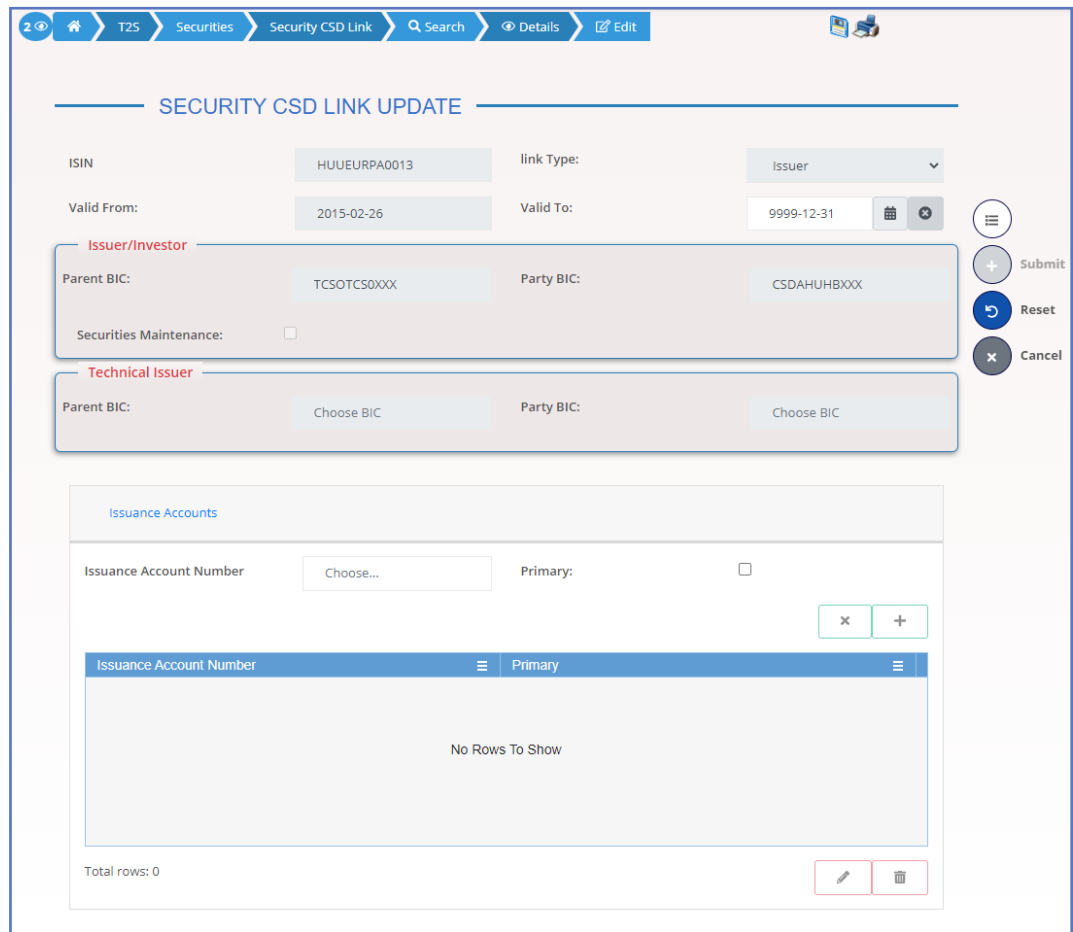 2 T2S Securities Security CSD Link Search Details Edit
SECURITY CSD LINK UPDATE
ISIN HUUEURPA0013 link Type: Issuer
Valid From: 2015-02-26 Valid To: 9999-12-31
Issuer/Investor
Parent BIC: TCSOTCS0XXX Party BIC: CSDAHUHBXXX
Submit
Reset
Securities Maintenance:
Cancel
Technical Issuer
Parent BIC: Choose BIC Party BIC: Choose BIC
Issuance Accounts
Issuance Account Number Choose... Primary:
Issuance Account Number Primary
No Rows To Show
Total rows: 0